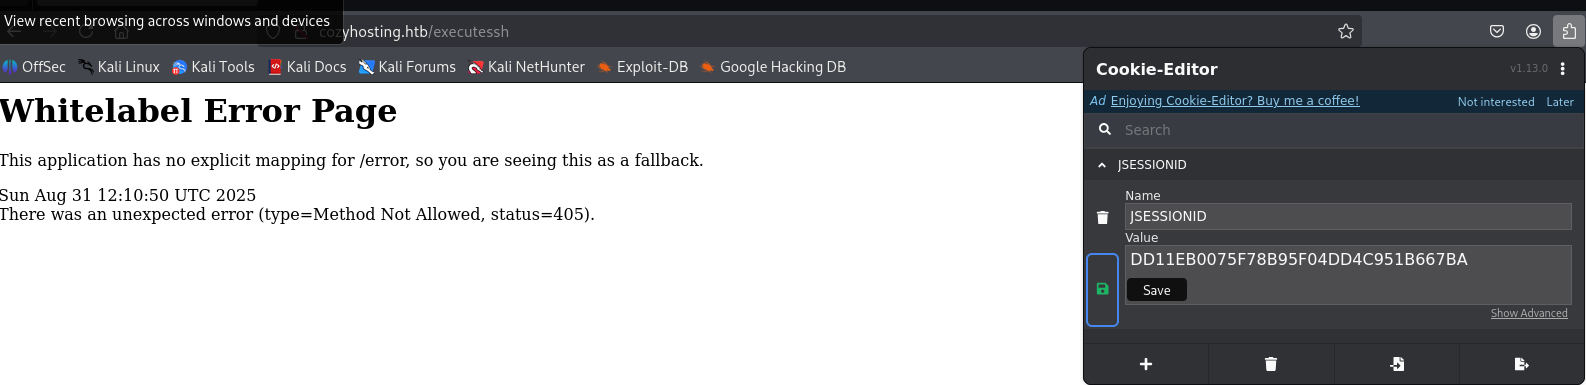 View recent browsing across windows and devices
cozyhosting.htb/executessh
OffSec Kali Linux Kali Tools Kali Docs Kali Forums Kali NetHunter Exploit-DB Google Hacking DB
Whitelabel Error Page
This application has no explicit mapping for /error, so you are seeing this as a fallback.
Sun Aug 31 12:10:50 UTC 2025
There was an unexpected error (type=Method Not Allowed, status=405).
Cookie-Editor v1.13.0
Ad Enjoying Cookie-Editor? Buy me a coffee! Not interested Later
Search
JSESSIONID
Name
JSESSIONID
Value
DD11EB0075F78B95F04DD4C951B667BA
Save
Show Advanced